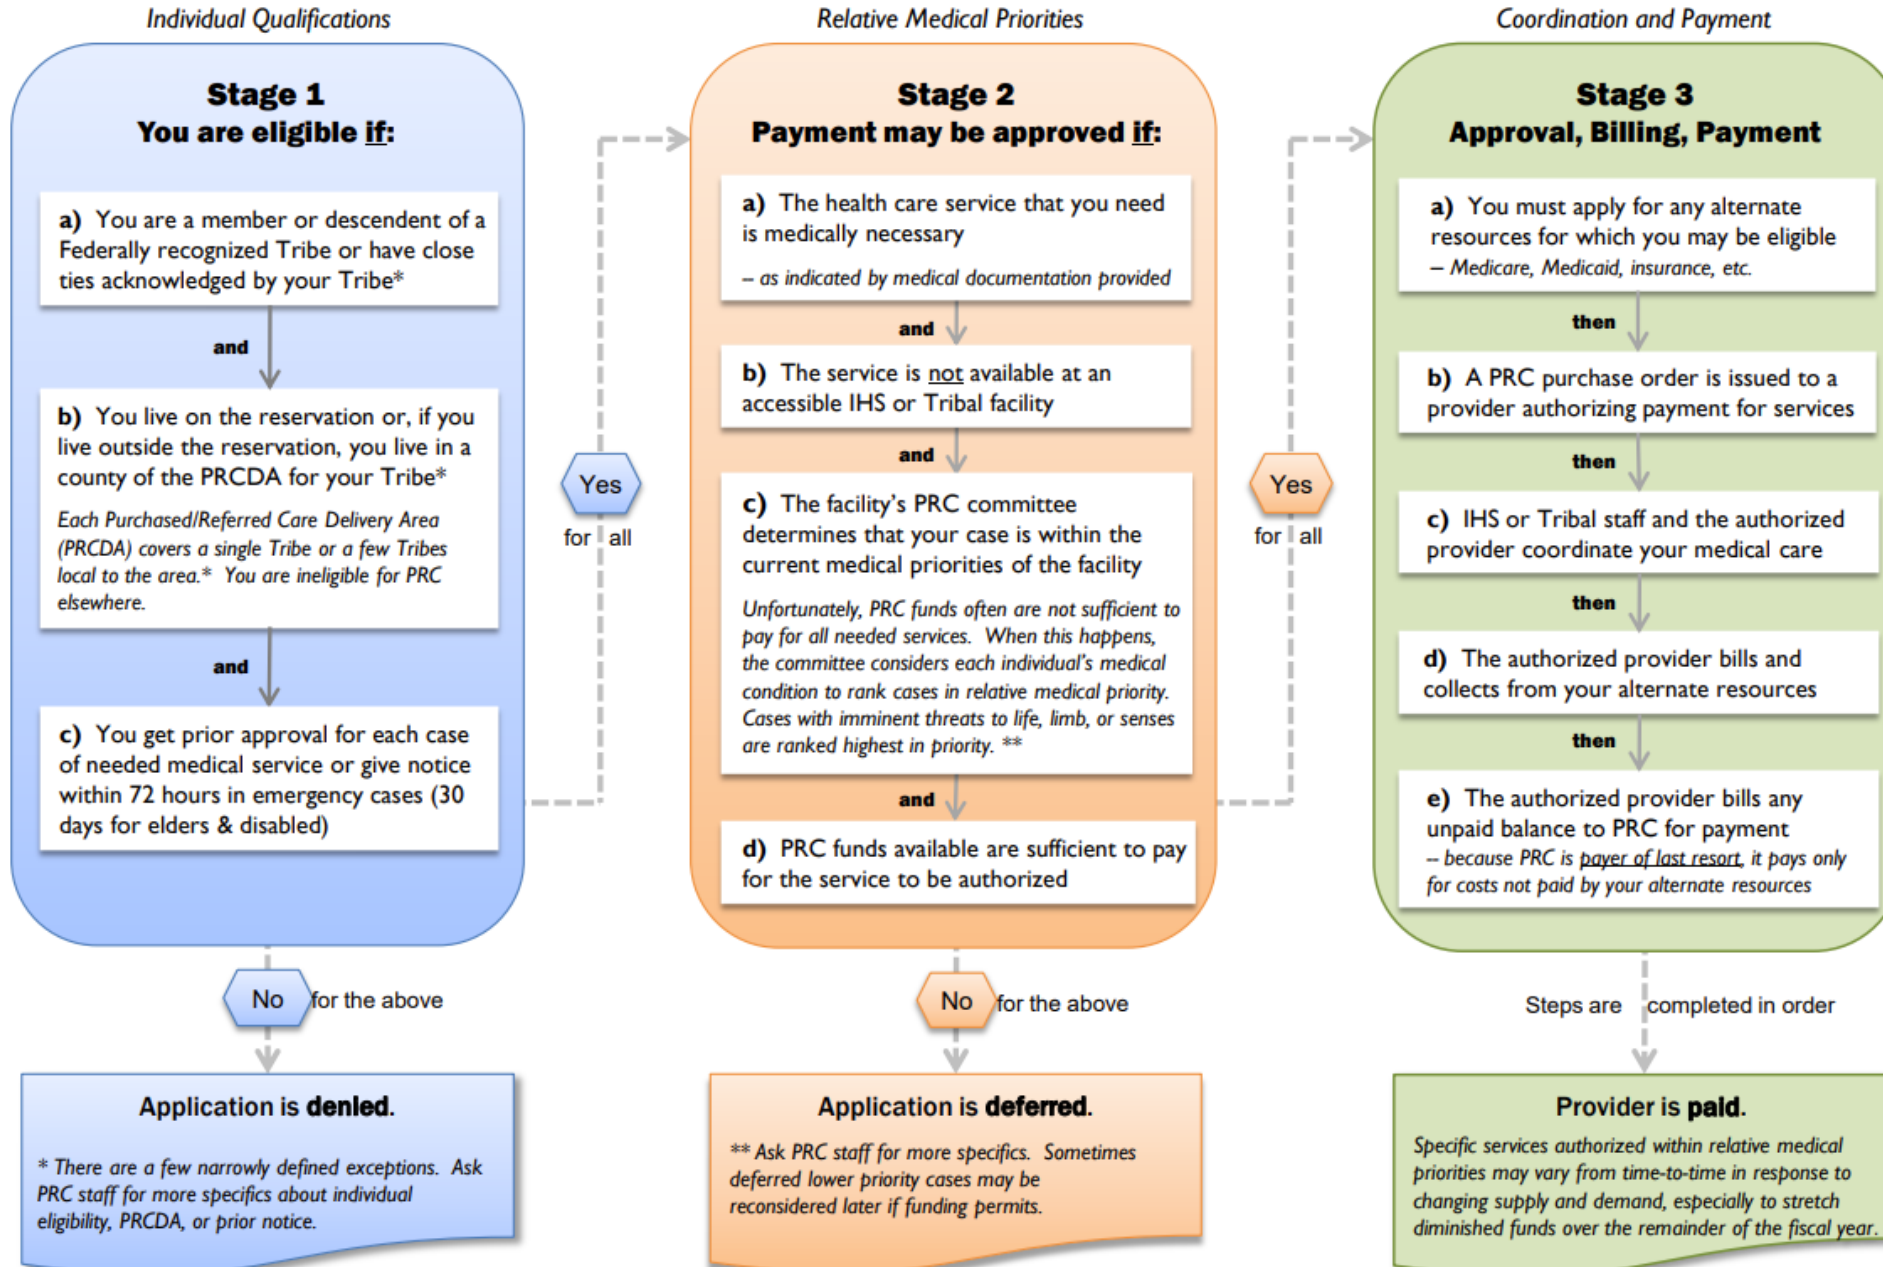 Individual Qualifications
Stage 1
You are eligible if:
a) You are a member or descendent of a
Federally recognized Tribe or have close
ties acknowledged by your Tribe*
and
b) You live on the reservation or, if you
live outside the reservation, you live in a
county of the PRCDA for your Tribe*
Each Purchased/Referred Care Delivery Area
(PRCDA) covers a single Tribe or a few Tribes
local to the area.* You are ineligible for PRC
elsewhere.
and
c) You get prior approval for each case
of needed medical service or give notice
within 72 hours in emergency cases (30
days for elders & disabled)
Yes
for all
No for the above
Application is denied.
* There are a few narrowly defined exceptions. Ask
PRC staff for more specifics about individual
eligibility, PRCDA, or prior notice.
Relative Medical Priorities
Stage 2
Payment may be approved if:
a) The health care service that you need
is medically necessary
– as indicated by medical documentation provided
and
b) The service is not available at an
accessible IHS or Tribal facility
and
c) The facility's PRC committee
determines that your case is within the
current medical priorities of the facility
Unfortunately, PRC funds often are not sufficient to
pay for all needed services. When this happens,
the committee considers each individual's medical
condition to rank cases in relative medical priority.
Cases with imminent threats to life, limb, or senses
are ranked highest in priority. **
and
d) PRC funds available are sufficient to pay
for the service to be authorized
Yes
for all
No for the above
Application is deferred.
** Ask PRC staff for more specifics. Sometimes
deferred lower priority cases may be
reconsidered later if funding permits.
Coordination and Payment
Stage 3
Approval, Billing, Payment
a) You must apply for any alternate
resources for which you may be eligible
– Medicare, Medicaid, insurance, etc.
then
b) A PRC purchase order is issued to a
provider authorizing payment for services
then
c) IHS or Tribal staff and the authorized
provider coordinate your medical care
then
d) The authorized provider bills and
collects from your alternate resources
then
e) The authorized provider bills any
unpaid balance to PRC for payment
– because PRC is payer of last resort, it pays only
for costs not paid by your alternate resources
Steps are completed in order
Provider is paid.
Specific services authorized within relative medical
priorities may vary from time-to-time in response to
changing supply and demand, especially to stretch
diminished funds over the remainder of the fiscal year.